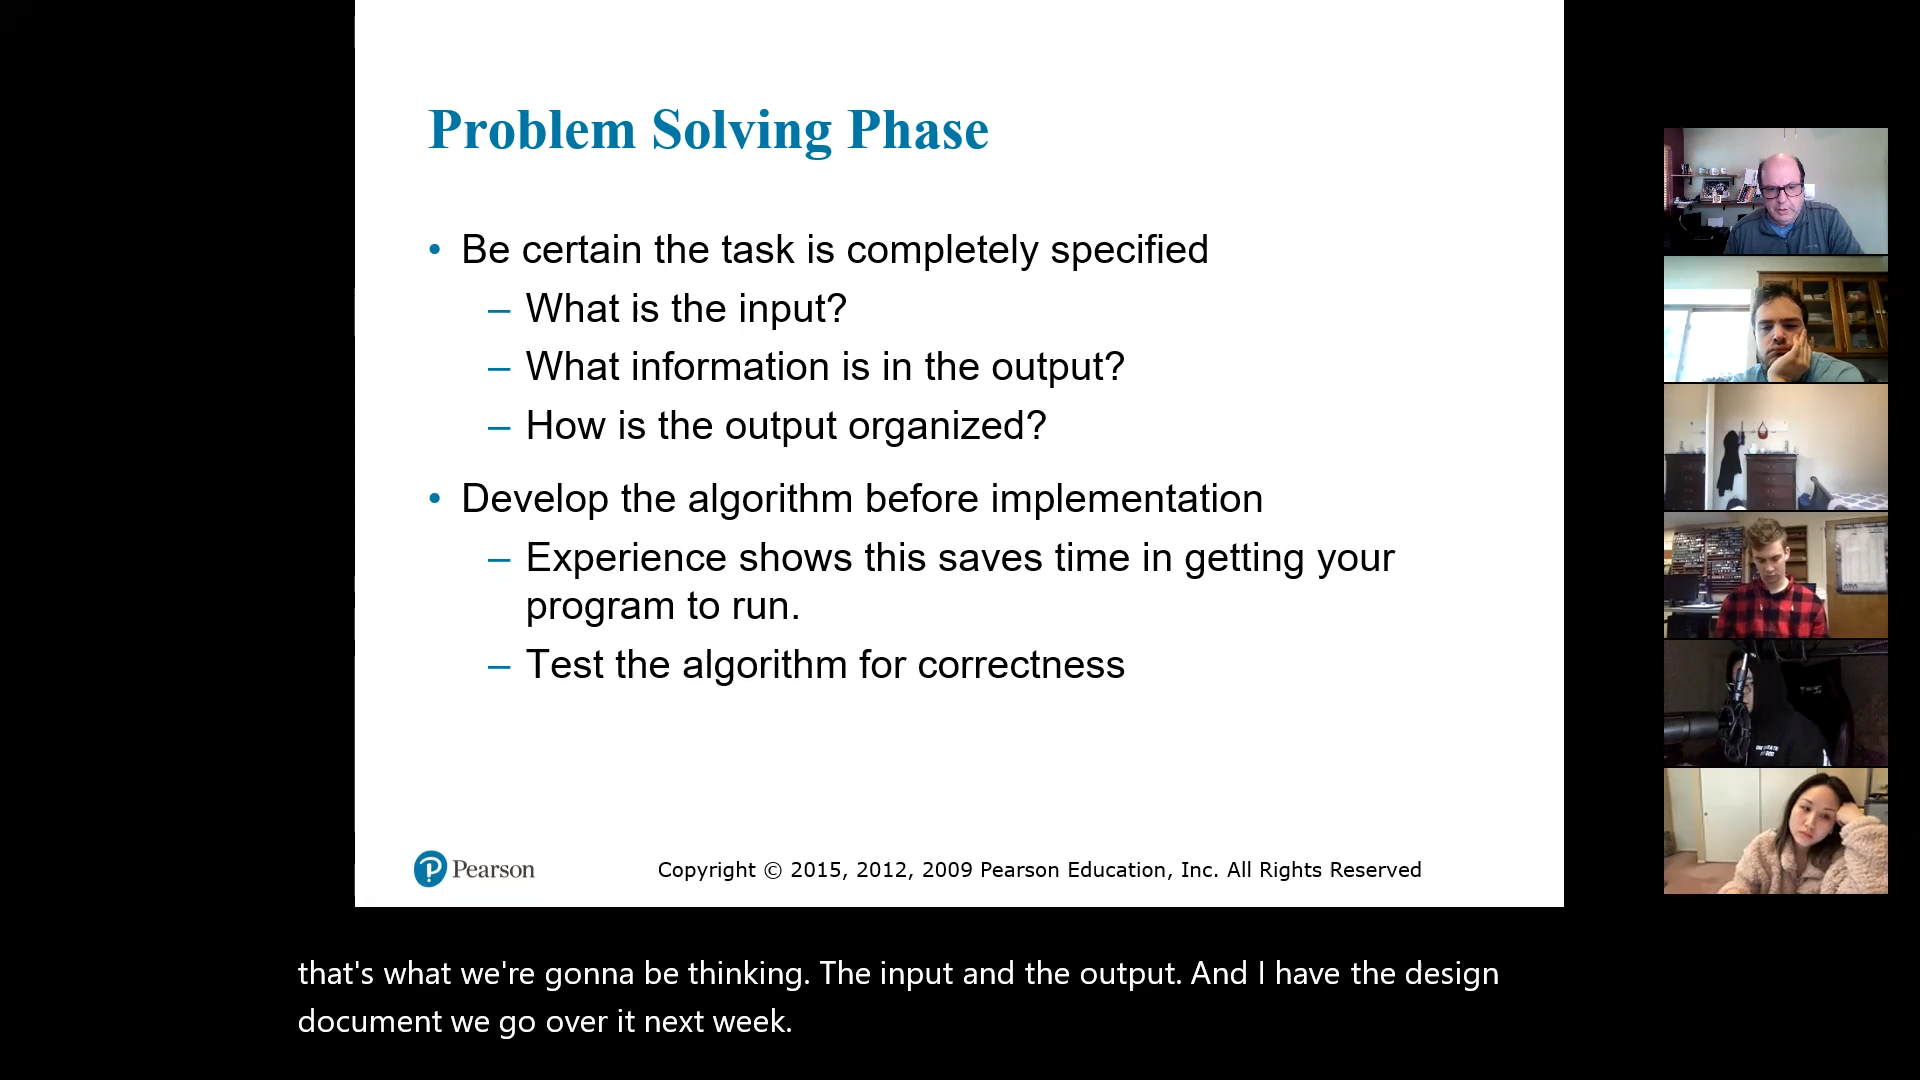 Problem Solving Phase
• Be certain the task is completely specified
– What is the input?
– What information is in the output?
– How is the output organized?
• Develop the algorithm before implementation
– Experience shows this saves time in getting your
program to run.
– Test the algorithm for correctness
Pearson
Copyright © 2015, 2012, 2009 Pearson Education, Inc. All Rights Reserved
that's what we're gonna be thinking. The input and the output. And I have the design
document we go over it next week.